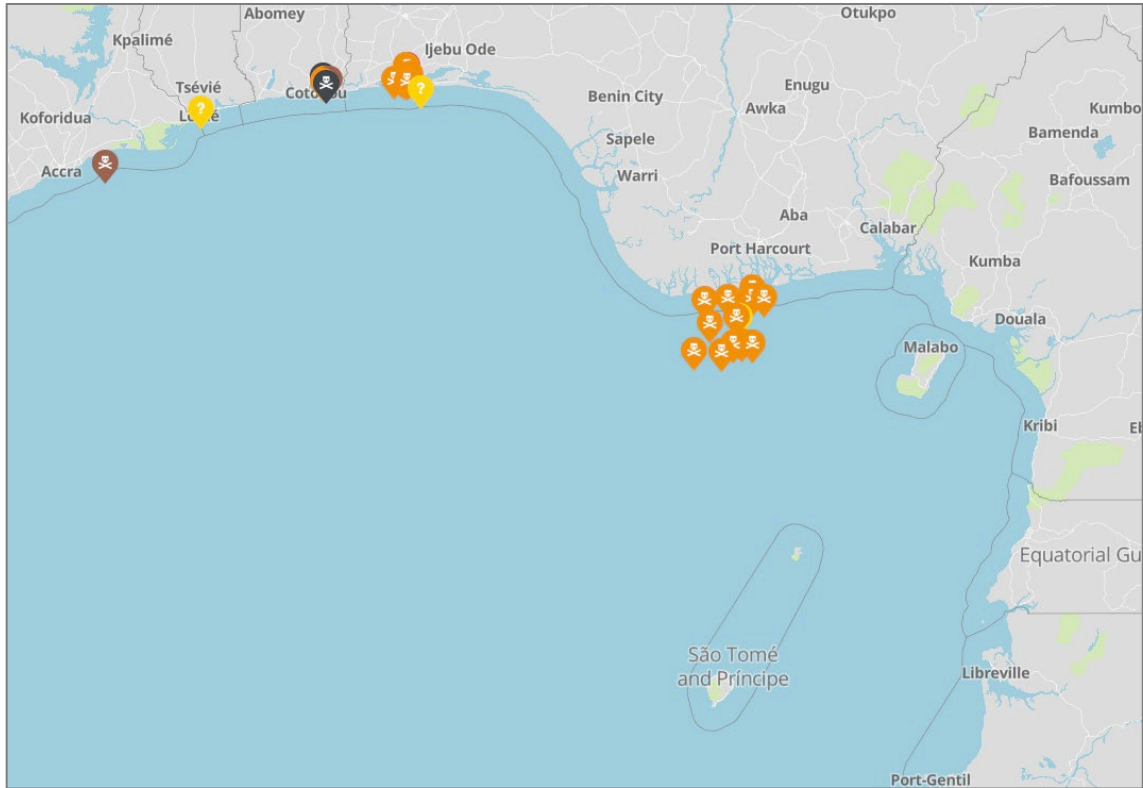 Abomey
Otukpo
Kpalimé
Ijebu Ode
Tsévié
Enugu
Benin City
Awka
Kumbo
Koforidua
Bamenda
Sapele
Accra
Warri
Bafoussam
Aba
Calabar
Port Harcourt
Kumba
Douala
Malabo
Kribi
Equatorial Gu
São Tomé
and Príncipe
Libreville
Port-Gentil